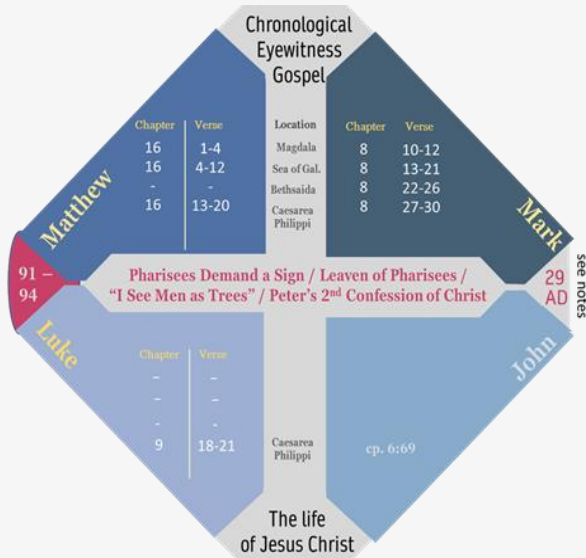 Chronological
Eyewitness
Gospel
Matthew
Chapter Verse
16 1-4
16 4-12
- -
16 13-20
Location
Magdala
Sea of Gal.
Bethsaida
Caesarea
Philippi
Mark
Chapter Verse
8 10-12
8 13-21
8 22-26
8 27-30
91 –
94
Pharisees Demand a Sign / Leaven of Pharisees /
“I See Men as Trees” / Peter’s 2nd Confession of Christ
29
AD
see notes
Luke
Chapter Verse
– –
– –
- -
9 18-21
Caesarea
Philippi
John
cp. 6:69
The life
of Jesus Christ